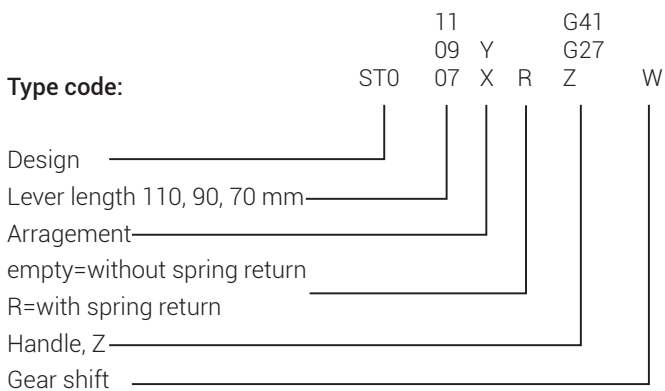 11 G41
09 Y G27
Type code: ST0 07 X R Z W
Design
Lever length 110, 90, 70 mm
Arragement
empty=without spring return
R=with spring return
Handle, Z
Gear shift